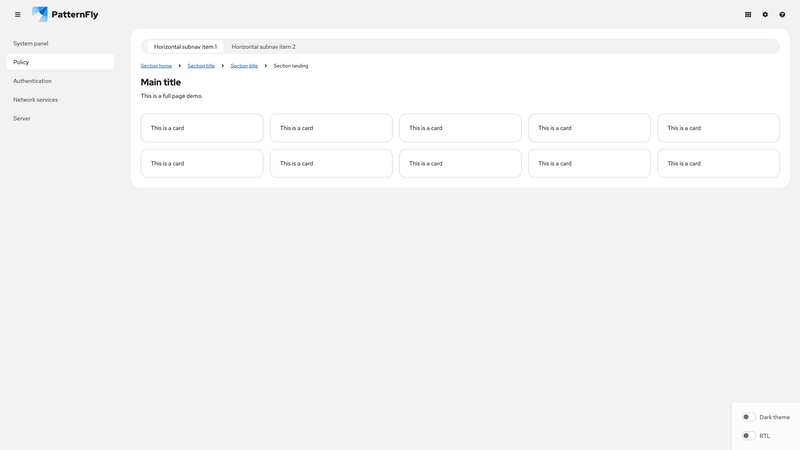 PatternFly
System panel
Policy
Authentication
Network services
Server
Horizontal subnav item 1 Horizontal subnav item 2
Section home Section title Section title Section landing
Main title
This is a full page demo.
This is a card This is a card This is a card This is a card This is a card
This is a card This is a card This is a card This is a card This is a card
Dark theme
RTL